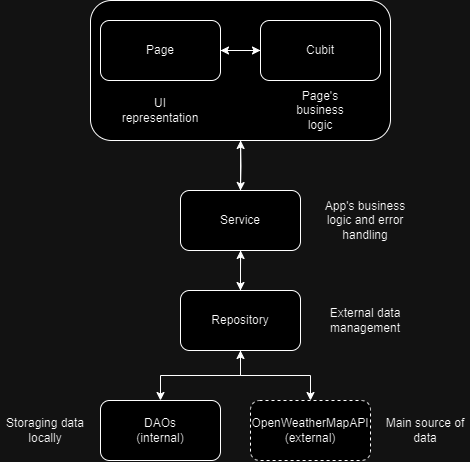 Page
Cubit
UI
representation
Page's
business
logic
Service
App's business
logic and error
handling
Repository
External data
management
Storaging data
locally
DAOs
(internal)
OpenWeatherMapAPI
(external)
Main source of
data